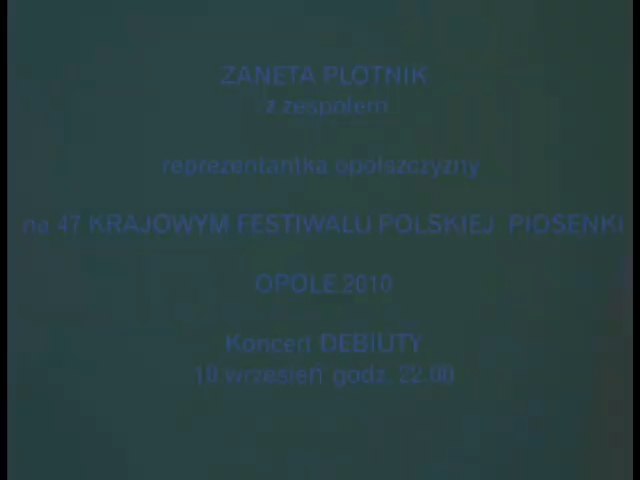 ZANETA PLOTNIK
z zespołem
reprezentantka opolszczyzny
na 47 KRAJOWYM FESTIWALU POLSKIEJ PIOSENKI
OPOLE 2010
Koncert DEBIUTY
10 wrzesień godz. 22.00